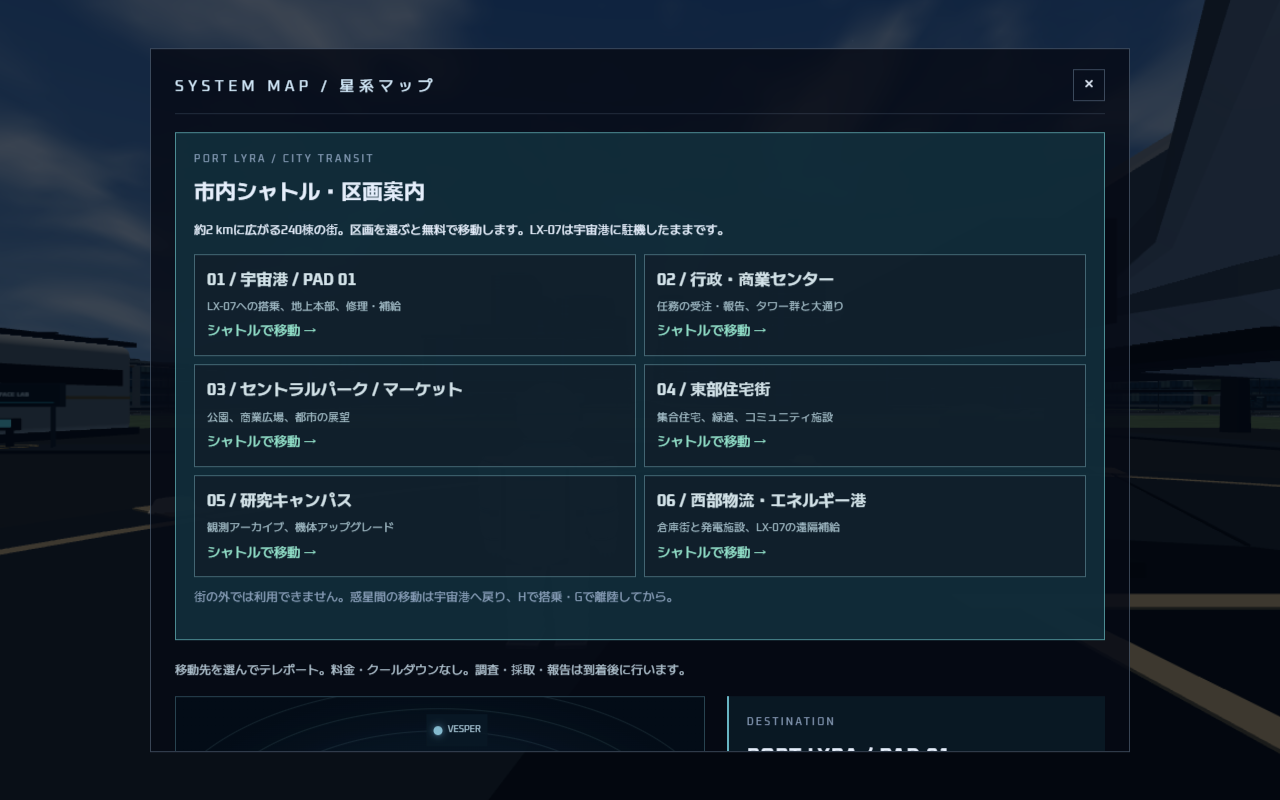 SYSTEM MAP / 星系マップ
×
PORT LYRA / CITY TRANSIT
市内シャトル・区画案内
約2 kmに広がる240棟の街。区画を選ぶと無料で移動します。LX-07は宇宙港に駐機したままです。
01 / 宇宙港 / PAD 01
LX-07への搭乗、地上本部、修理・補給
シャトルで移動 →
02 / 行政・商業センター
任務の受注・報告、タワー群と大通り
シャトルで移動 →
03 / セントラルパーク / マーケット
公園、商業広場、都市の展望
シャトルで移動 →
04 / 東部住宅街
集合住宅、緑道、コミュニティ施設
シャトルで移動 →
05 / 研究キャンパス
観測アーカイブ、機体アップグレード
シャトルで移動 →
06 / 西部物流・エネルギー港
倉庫街と発電施設、LX-07の遠隔補給
シャトルで移動 →
街の外では利用できません。惑星間の移動は宇宙港へ戻り、Hで搭乗・Gで離陸してから。
移動先を選んでテレポート。料金・クールダウンなし。調査・採取・報告は到着後に行います。
VESPER
DESTINATION
PORT LYRA / PAD 01